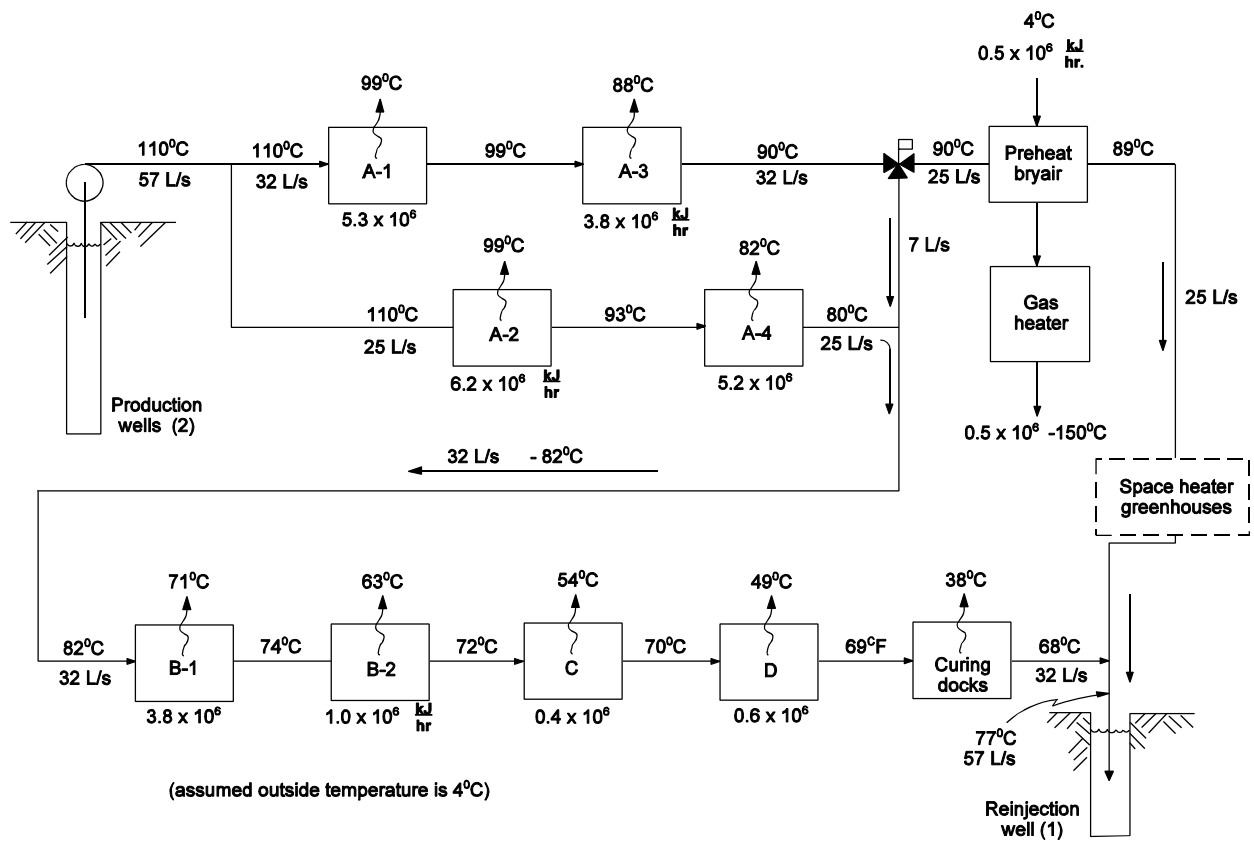 4⁰C
0.5 x 10⁶ kJ/hr.
99⁰C
88⁰C
110⁰C
57 L/s
110⁰C
32 L/s
A-1
5.3 x 10⁶
99⁰C
A-3
3.8 x 10⁶ kJ/hr
90⁰C
32 L/s
90⁰C
25 L/s
Preheat
bryair
89⁰C
7 L/s
99⁰C
82⁰C
110⁰C
25 L/s
A-2
6.2 x 10⁶ kJ/hr
93⁰C
A-4
5.2 x 10⁶
80⁰C
25 L/s
Gas
heater
25 L/s
0.5 x 10⁶ -150⁰C
Production
wells (2)
32 L/s - 82⁰C
Space heater
greenhouses
71⁰C
63⁰C
54⁰C
49⁰C
38⁰C
82⁰C
32 L/s
B-1
3.8 x 10⁶
74⁰C
B-2
1.0 x 10⁶ kJ/hr
72⁰C
C
0.4 x 10⁶
70⁰C
D
0.6 x 10⁶
69⁰F
Curing
docks
68⁰C
32 L/s
77⁰C
57 L/s
(assumed outside temperature is 4⁰C)
Reinjection
well (1)